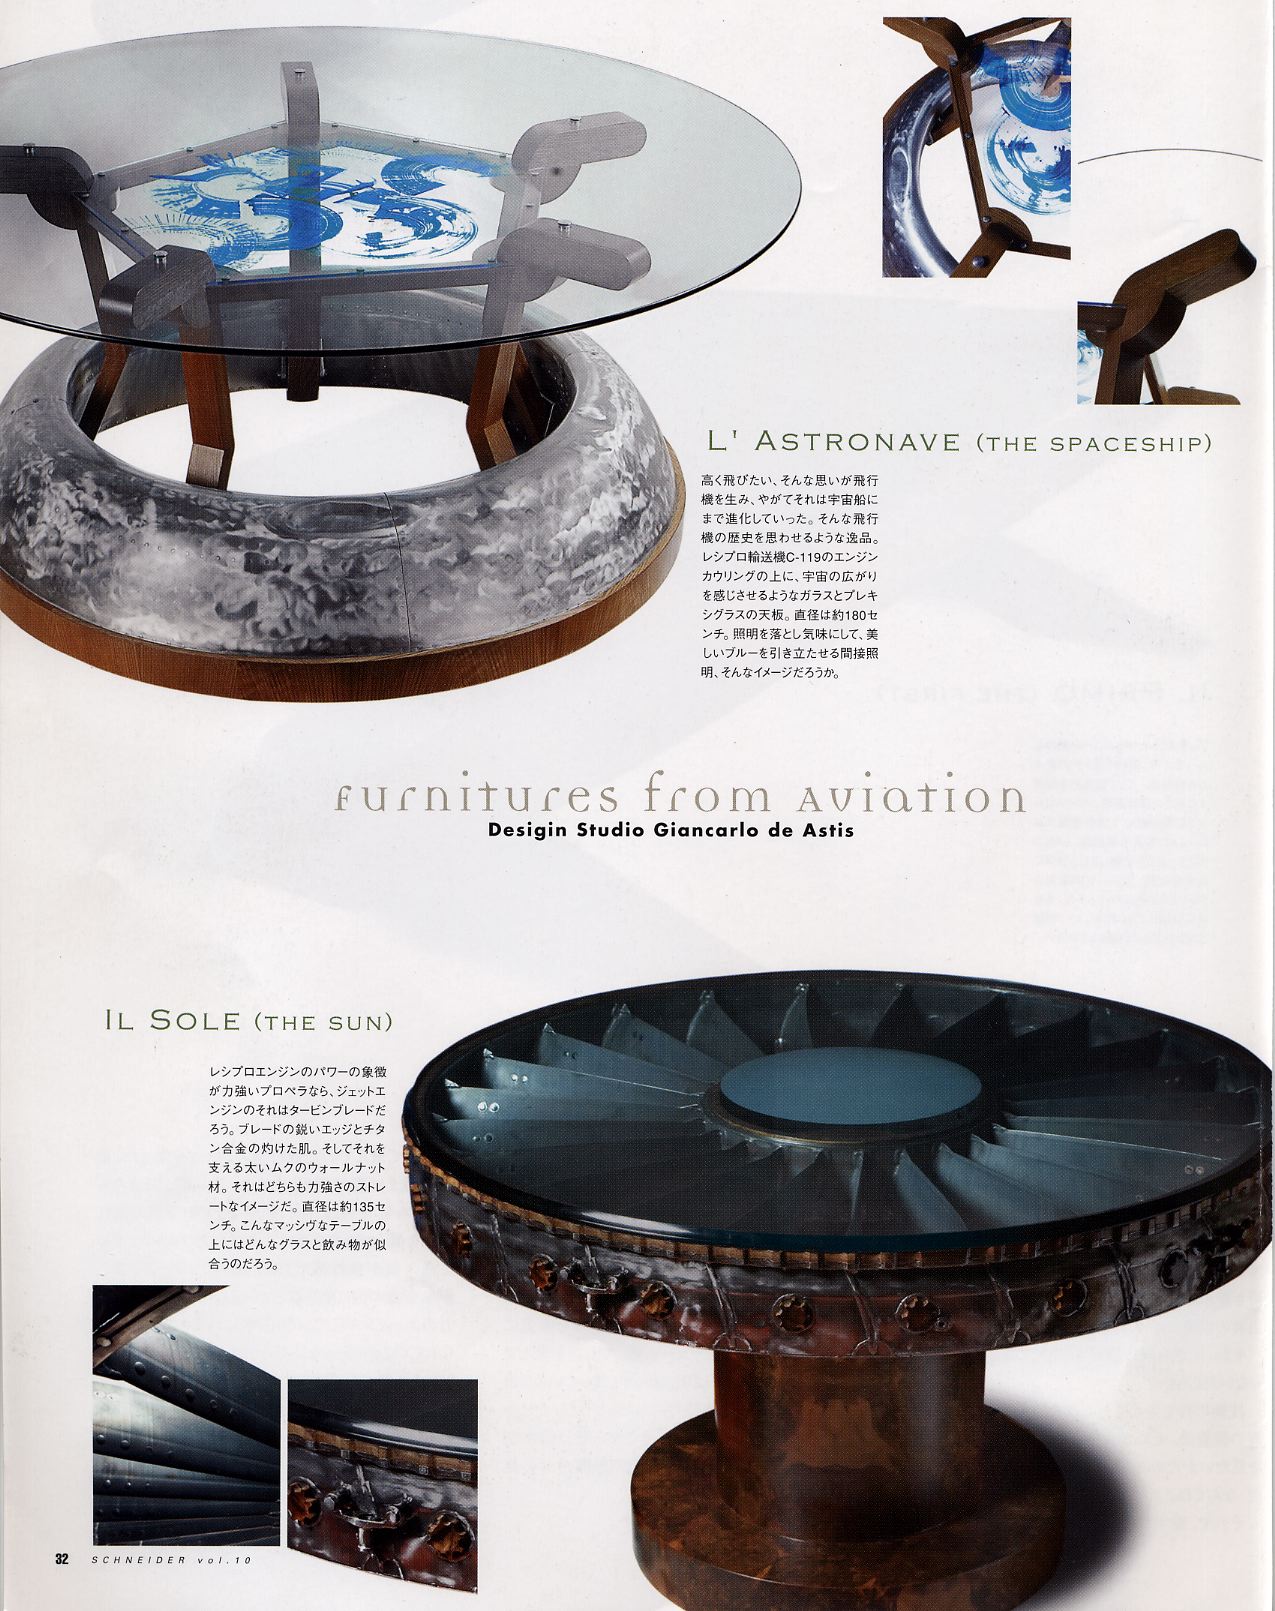 L' ASTRONAVE (THE SPACESHIP)
高く飛びたい、そんな思いが飛行
機を生み、やがてそれは宇宙船に
まで進化していった。そんな飛行
機の歴史を思わせるような逸品。
レシプロ輸送機C-119のエンジン
カウリングの上に、宇宙の広がり
を感じさせるようなガラスとプレキ
シグラスの天板。直径は約180セ
ンチ。照明を落とし気味にして、美
しいブルーを引き立たせる間接照
明、そんなイメージだろうか。
Furnitures from Aviation
Desigin Studio Giancarlo de Astis
IL SOLE (THE SUN)
レシプロエンジンのパワーの象徴
が力強いプロペラなら、ジェットエ
ンジンのそれはタービンブレードだ
ろう。ブレードの鋭いエッジとチタ
ン合金の灼けた肌。そしてそれを
支える太いムクのウォールナット
材。それはどちらも力強さのストレ
ートなイメージだ。直径は約135セ
ンチ。こんなマッシヴなテーブルの
上にはどんなグラスと飲み物が似
合うのだろう。
32 SCHNEIDER vol.10